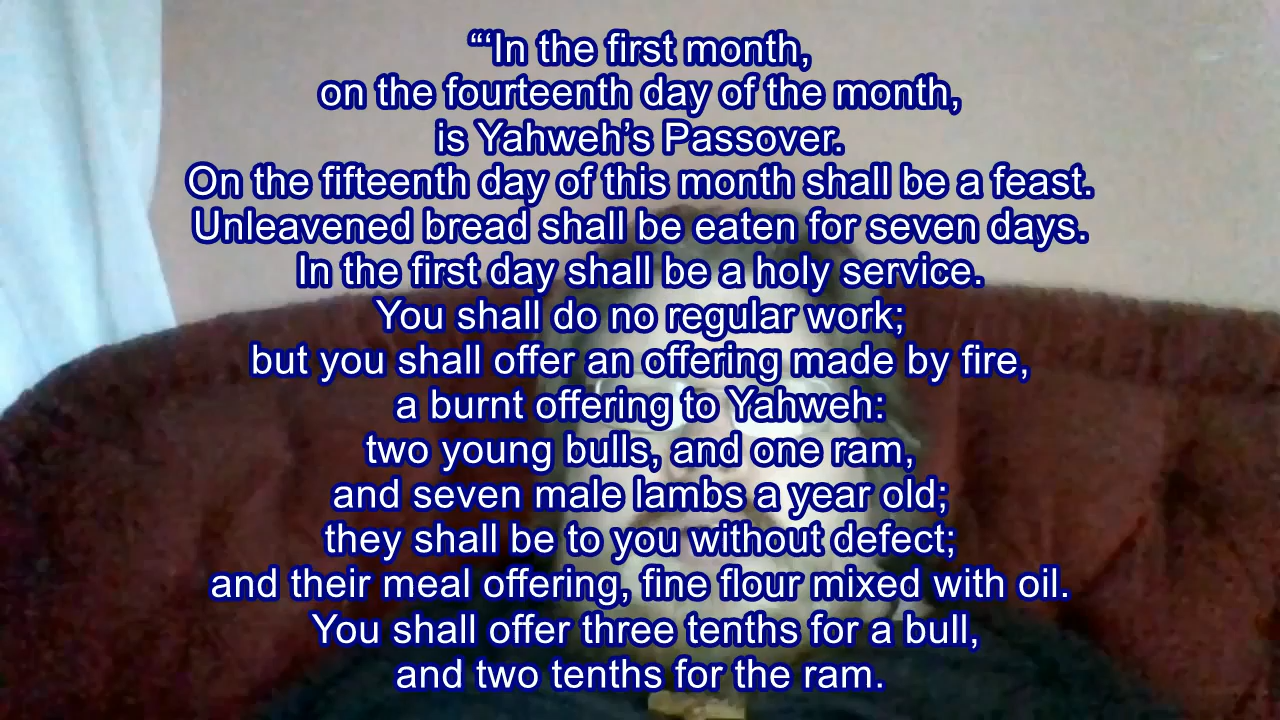 “‘In the first month,
on the fourteenth day of the month,
is Yahweh’s Passover.
On the fifteenth day of this month shall be a feast.
Unleavened bread shall be eaten for seven days.
In the first day shall be a holy service.
You shall do no regular work;
but you shall offer an offering made by fire,
a burnt offering to Yahweh:
two young bulls, and one ram,
and seven male lambs a year old;
they shall be to you without defect;
and their meal offering, fine flour mixed with oil.
You shall offer three tenths for a bull,
and two tenths for the ram.